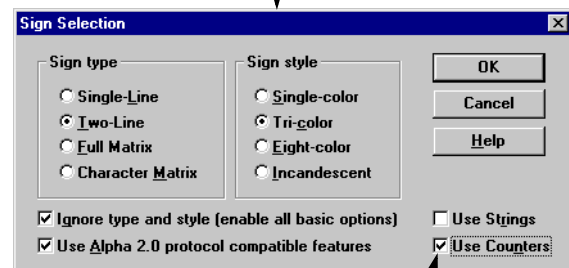 Sign Selection
Sign type
Single-Line
Two-Line
Full Matrix
Character Matrix
Sign style
Single-color
Tri-color
Eight-color
Incandescent
OK
Cancel
Help
Ignore type and style (enable all basic options)
Use Alpha 2.0 protocol compatible features
Use Strings
Use Counters